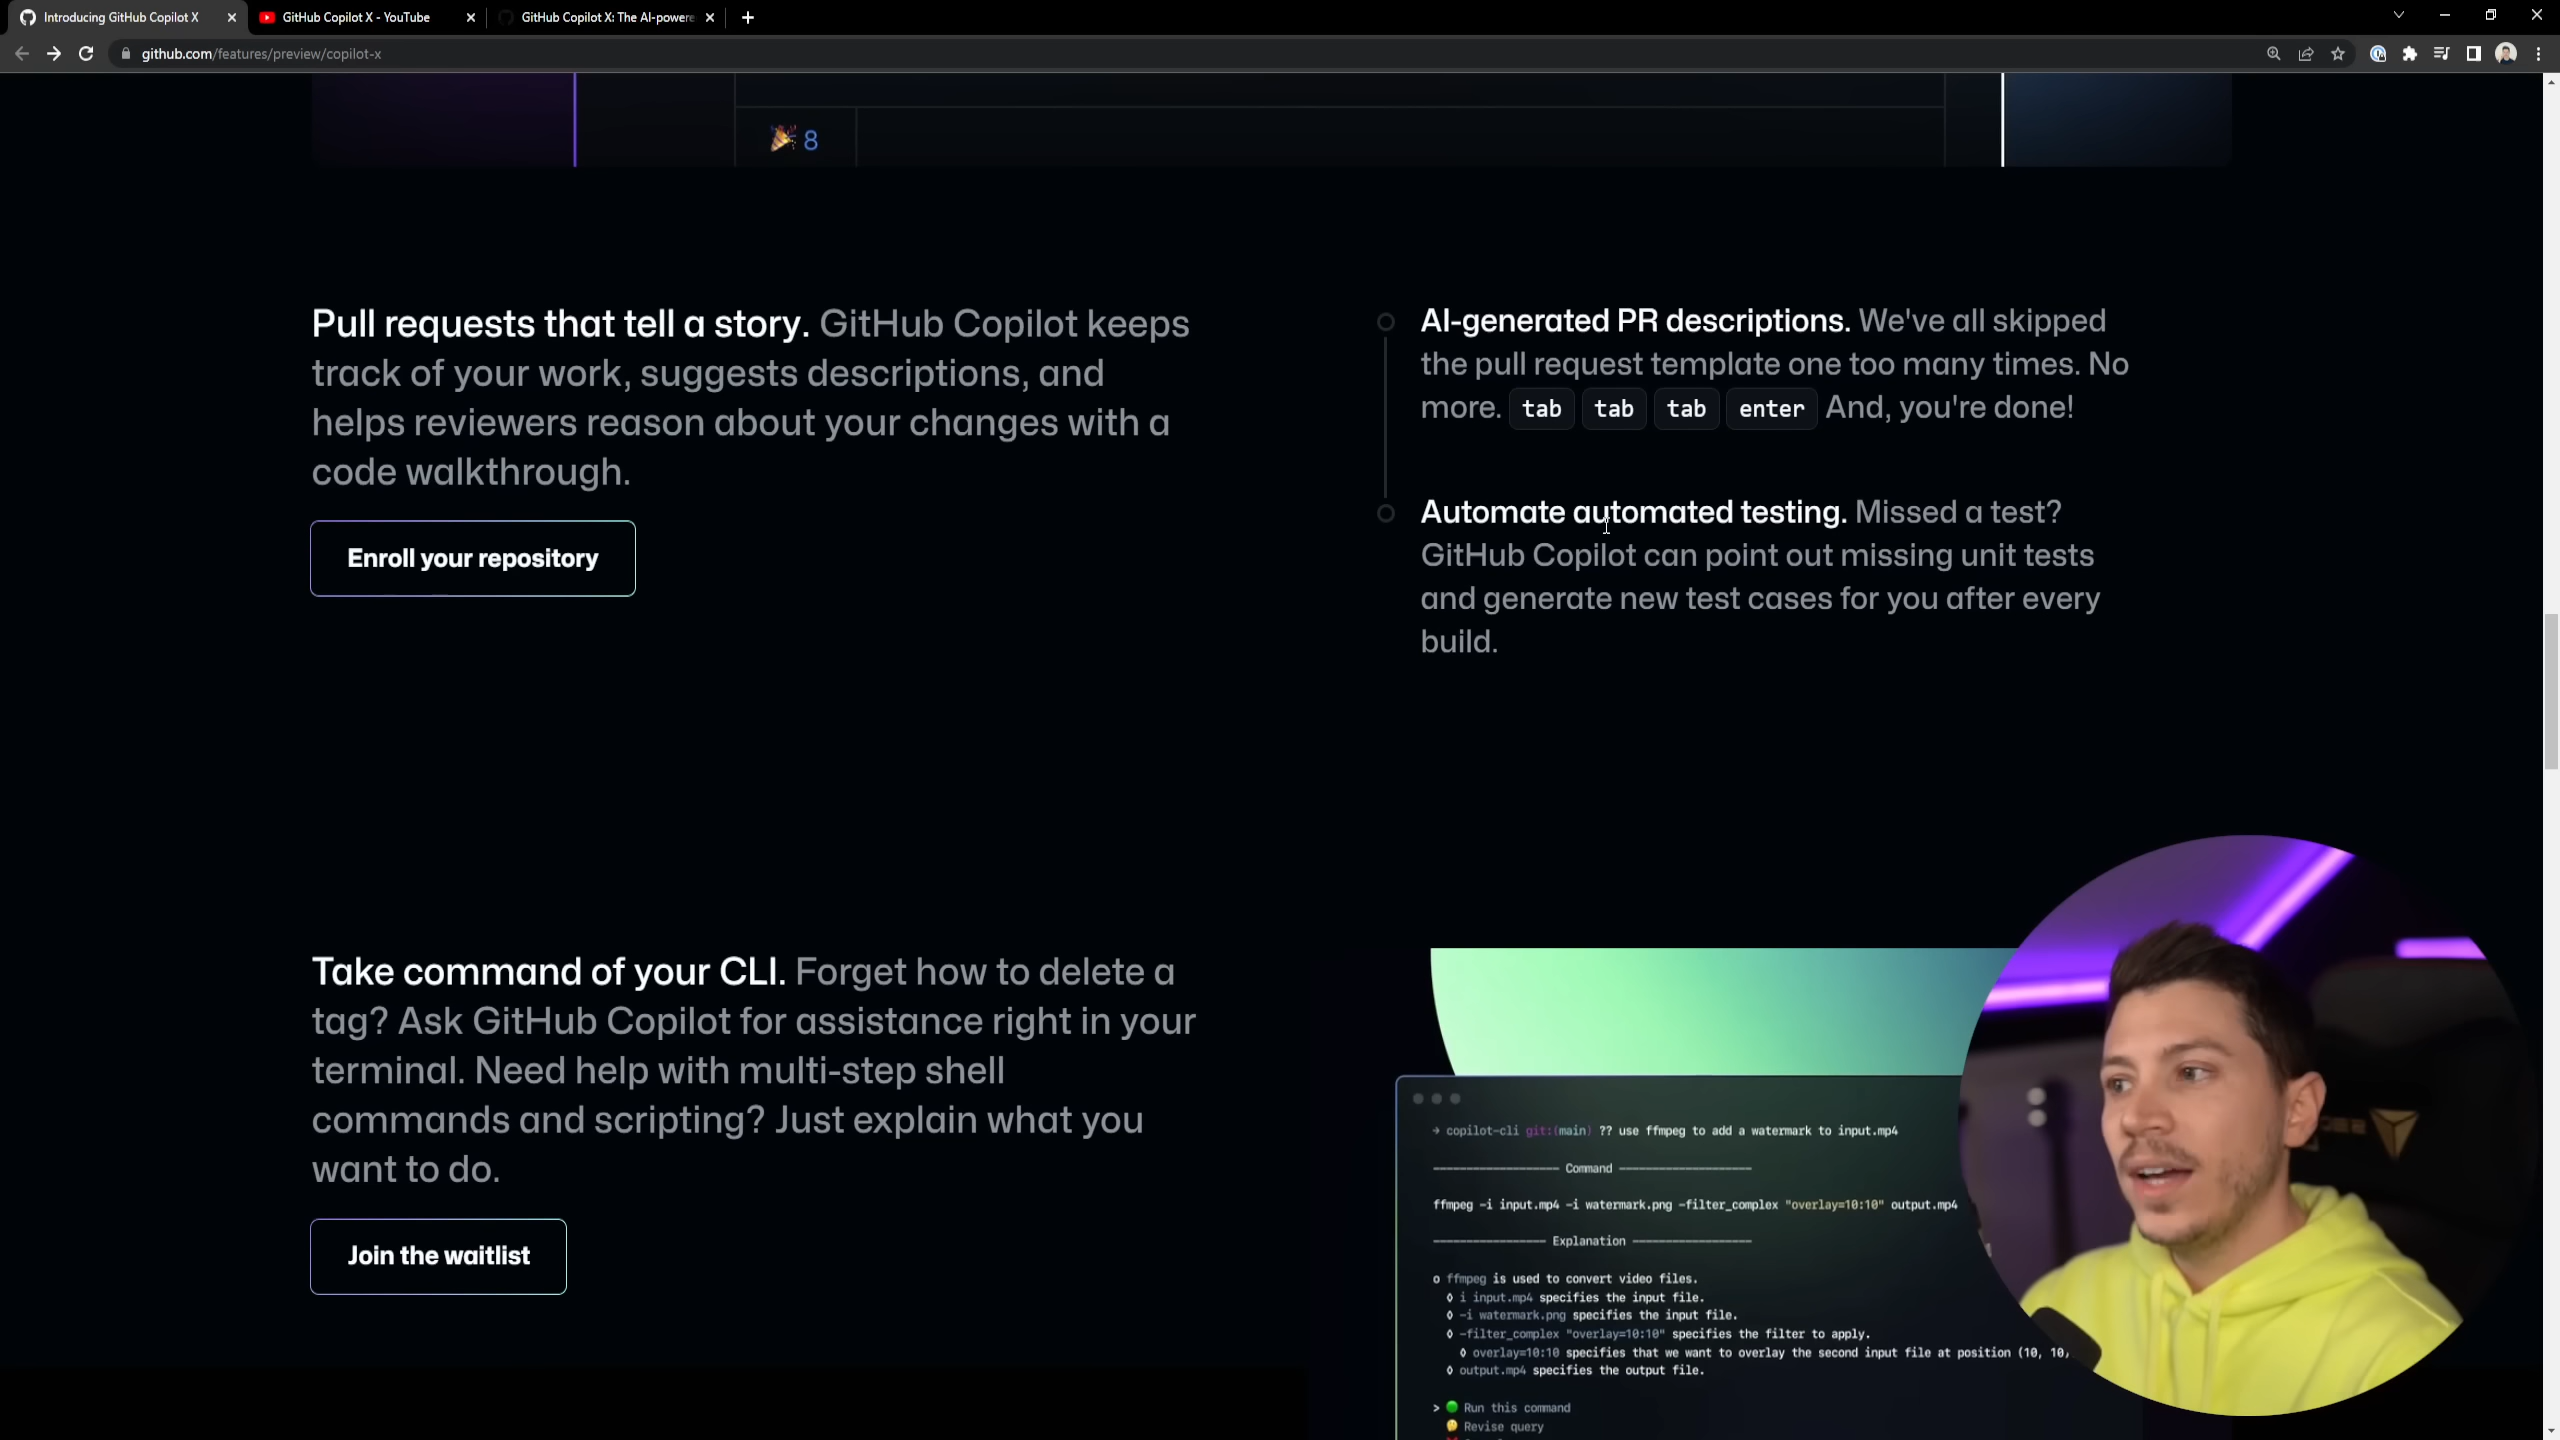 Introducing GitHub Copilot X
GitHub Copilot X - YouTube
GitHub Copilot X: The AI-powere
github.com/features/preview/copilot-x
🎉 8
Pull requests that tell a story. GitHub Copilot keeps
track of your work, suggests descriptions, and
helps reviewers reason about your changes with a
code walkthrough.
Enroll your repository
AI-generated PR descriptions. We've all skipped
the pull request template one too many times. No
more. tab tab tab enter And, you're done!
Automate automated testing. Missed a test?
GitHub Copilot can point out missing unit tests
and generate new test cases for you after every
build.
Take command of your CLI. Forget how to delete a
tag? Ask GitHub Copilot for assistance right in your
terminal. Need help with multi-step shell
commands and scripting? Just explain what you
want to do.
Join the waitlist
→ copilot-cli git:(main) ?? use ffmpeg to add a watermark to input.mp4
Command
ffmpeg -i input.mp4 -i watermark.png -filter_complex "overlay=10:10" output.mp4
Explanation
o ffmpeg is used to convert video files.
◊ i input.mp4 specifies the input file.
◊ -i watermark.png specifies the input file.
◊ -filter_complex "overlay=10:10" specifies the filter to apply.
◊ overlay=10:10 specifies that we want to overlay the second input file at position (10, 10,
◊ output.mp4 specifies the output file.
> 🟢 Run this command
Revise query